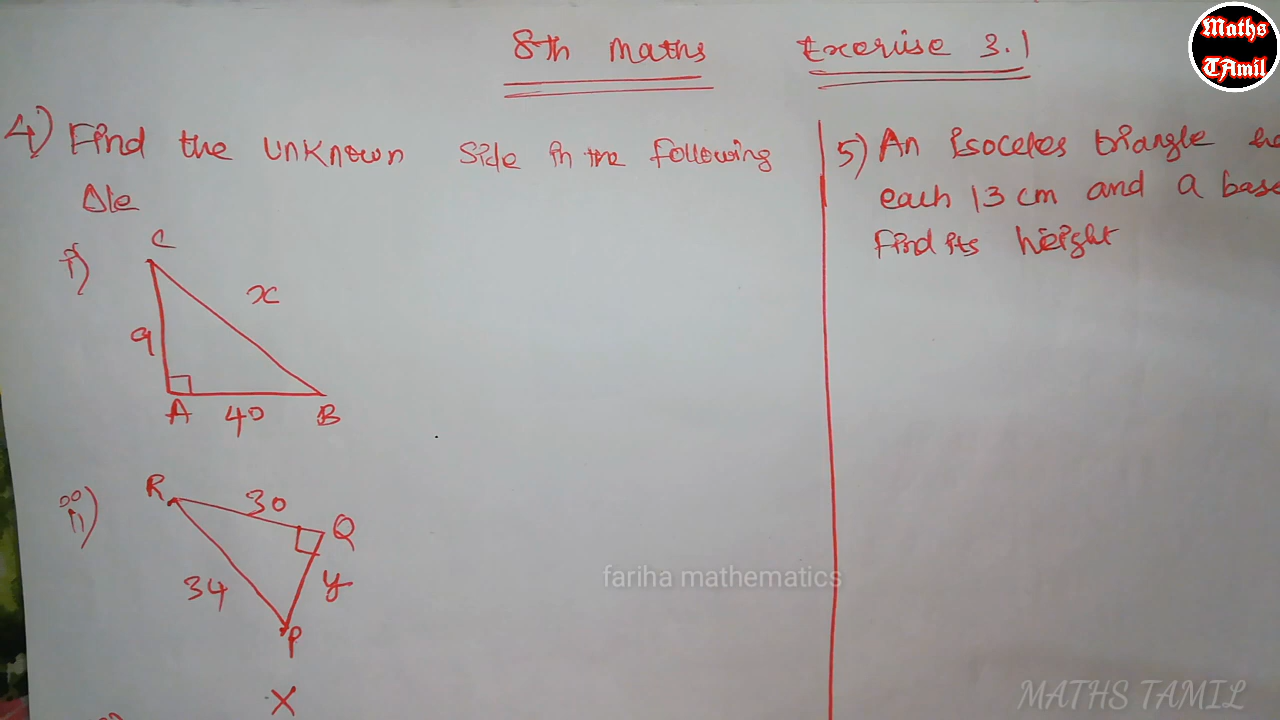 8th maths Exercise 3.1
Maths
TAmil
4) Find the unknown side in the following
Δle
i)
C
x
9
A 40 B
ii)
R 30 Q
34 y
P
X
5) An isoceles triangle
each 13 cm and a base
Find its height
fariha mathematics
MATHS TAMIL